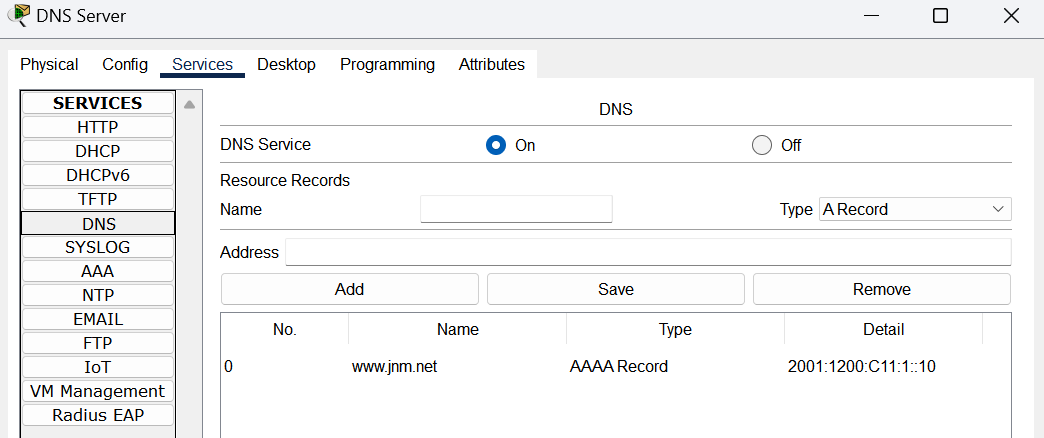 DNS Server
Physical Config Services Desktop Programming Attributes
SERVICES
HTTP
DHCP
DHCPv6
TFTP
DNS
SYSLOG
AAA
NTP
EMAIL
FTP
IoT
VM Management
Radius EAP
DNS
DNS Service On Off
Resource Records
Name Type A Record
Address
Add Save Remove
No. Name Type Detail
0 www.jnm.net AAAA Record 2001:1200:C11:1::10